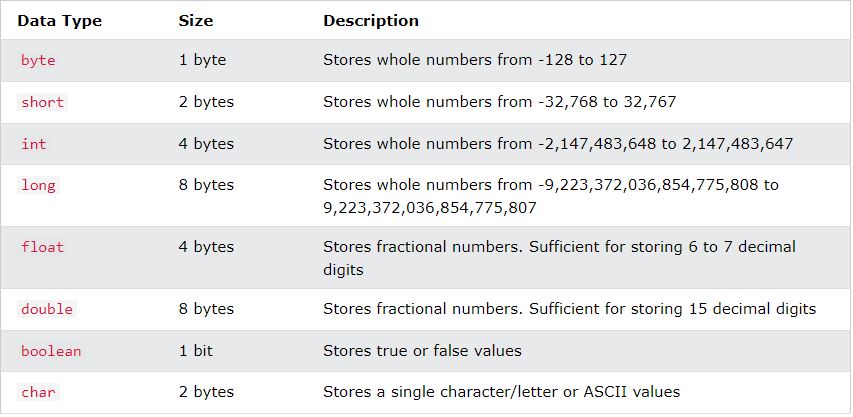 Data Type Size Description
byte 1 byte Stores whole numbers from -128 to 127
short 2 bytes Stores whole numbers from -32,768 to 32,767
int 4 bytes Stores whole numbers from -2,147,483,648 to 2,147,483,647
long 8 bytes Stores whole numbers from -9,223,372,036,854,775,808 to
9,223,372,036,854,775,807
float 4 bytes Stores fractional numbers. Sufficient for storing 6 to 7 decimal
digits
double 8 bytes Stores fractional numbers. Sufficient for storing 15 decimal digits
boolean 1 bit Stores true or false values
char 2 bytes Stores a single character/letter or ASCII values